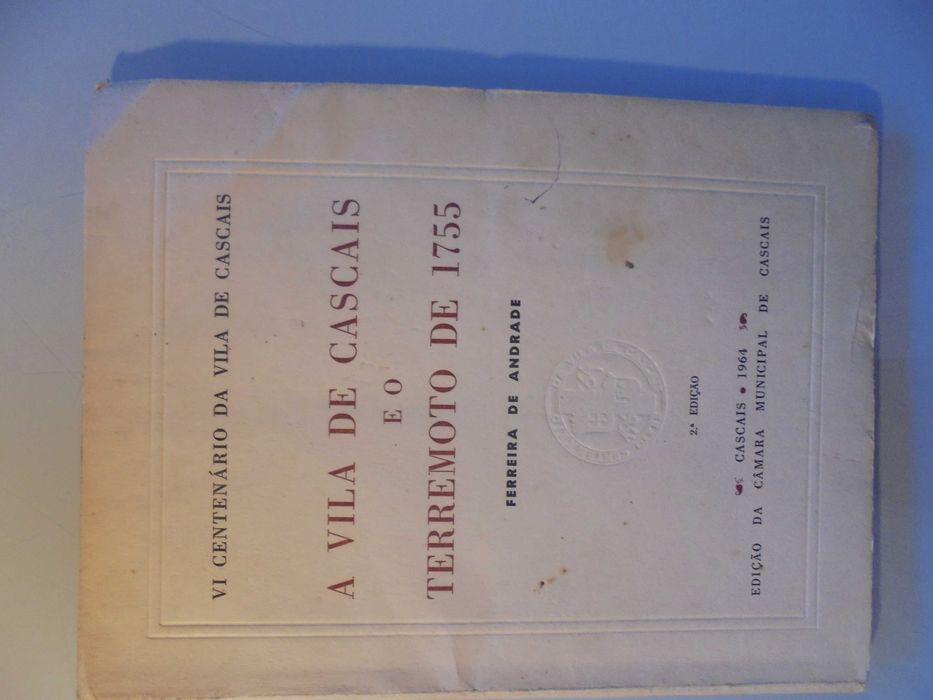 VI CENTENÁRIO DA VILA DE CASCAIS
A VILA DE CASCAIS
E O
TERREMOTO DE 1755
FERREIRA DE ANDRADE
2.ª EDIÇÃO
CASCAIS • 1964
EDIÇÃO DA CÂMARA MUNICIPAL DE CASCAIS